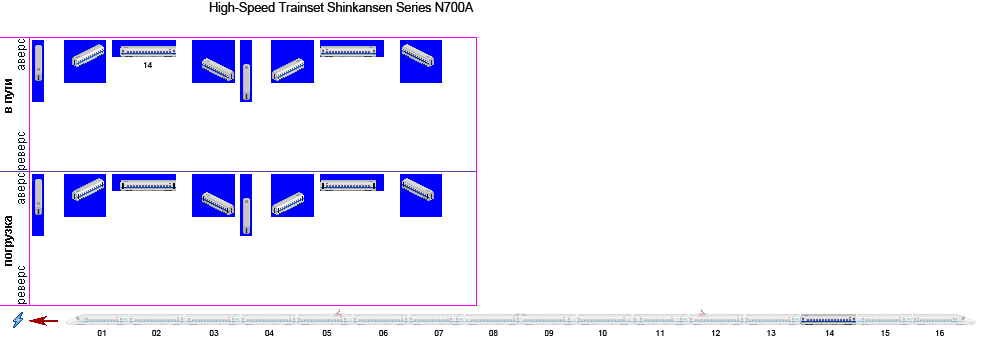 High-Speed Trainset Shinkansen Series N700A
в пути
аверс
14
реверс
погрузка
аверс
реверс
01 02 03 04 05 06 07 08 09 10 11 12 13 14 15 16